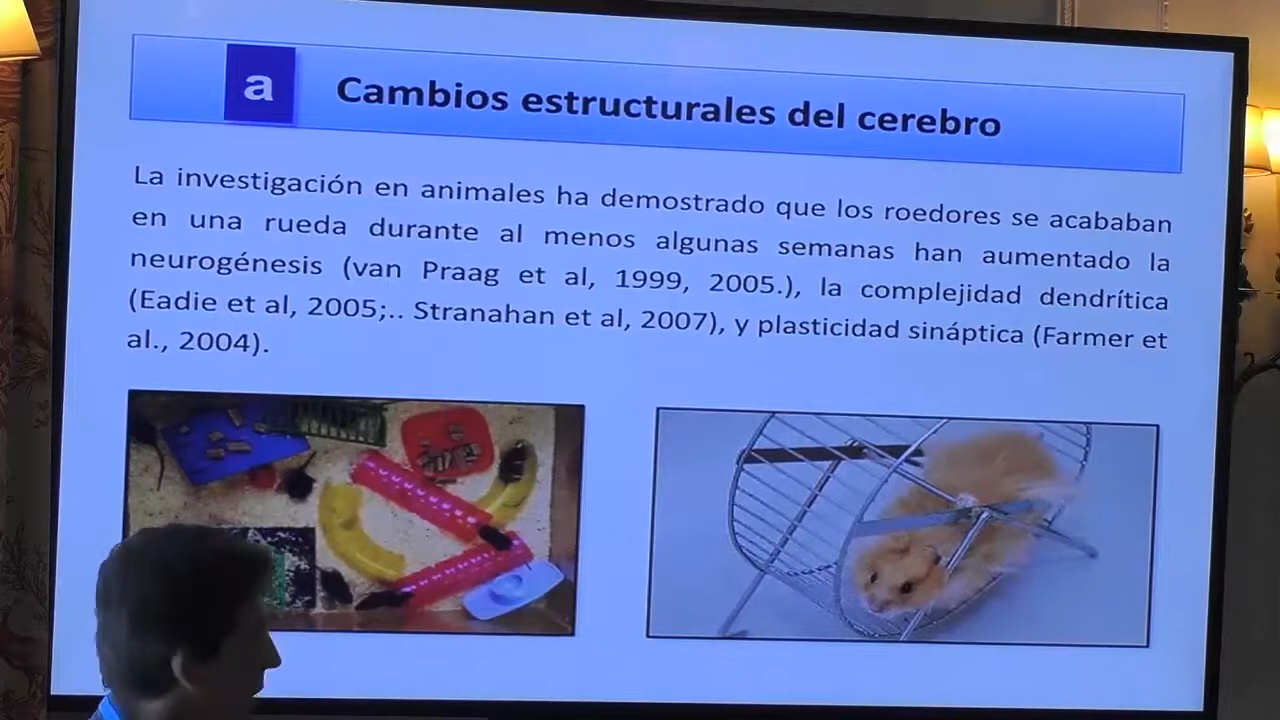 a
Cambios estructurales del cerebro
La investigación en animales ha demostrado que los roedores se acababan
en una rueda durante al menos algunas semanas han aumentado la
neurogénesis (van Praag et al, 1999, 2005.), la complejidad dendrítica
(Eadie et al, 2005;.. Stranahan et al, 2007), y plasticidad sináptica (Farmer et
al., 2004).